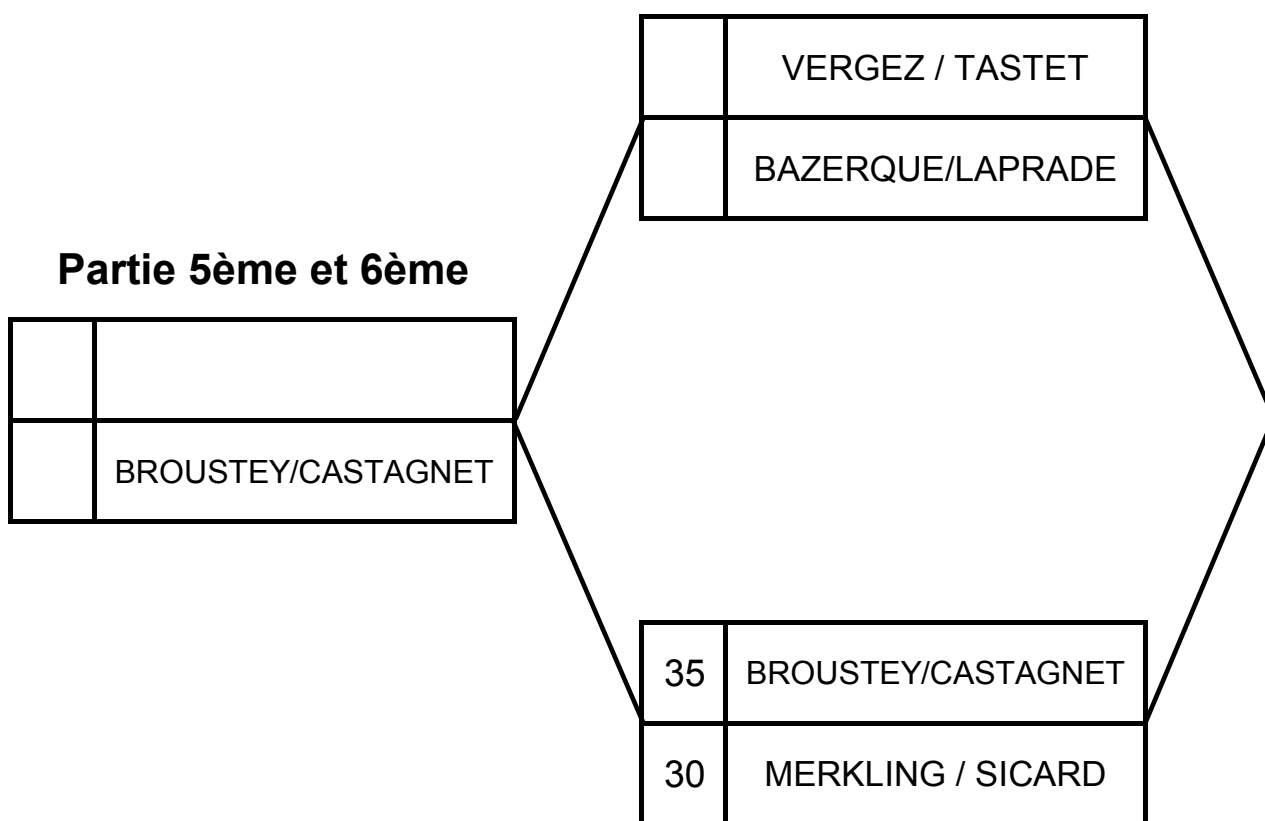 VERGEZ / TASTET
BAZERQUE/LAPRADE
Partie 5ème et 6ème
BROUSTEY/CASTAGNET
35 BROUSTEY/CASTAGNET
30 MERKLING / SICARD